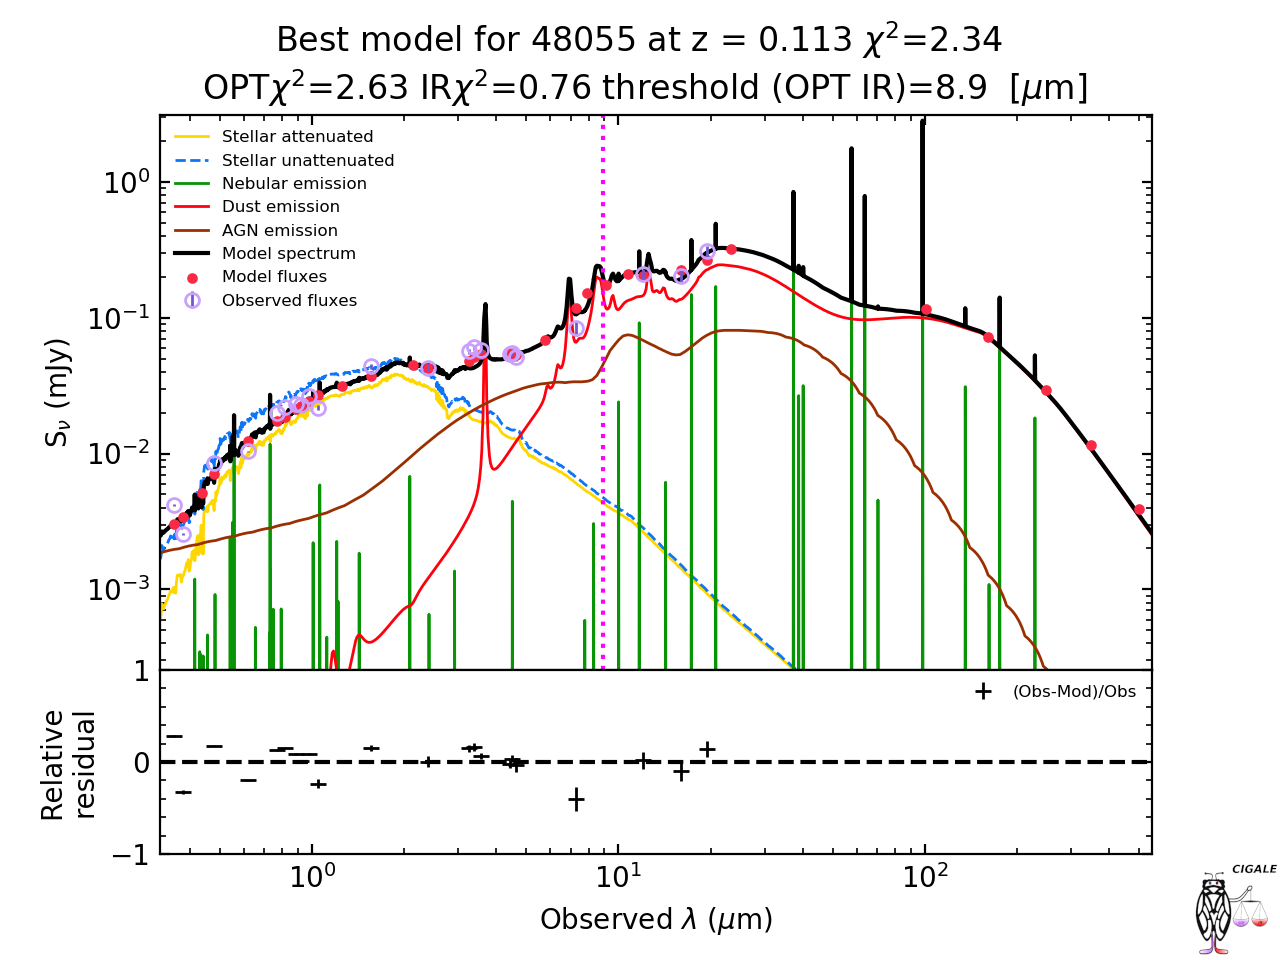 Best model for 48055 at z = 0.113 χ²=2.34
OPTχ²=2.63 IRχ²=0.76 threshold (OPT IR)=8.9 [μm]
Stellar attenuated
Stellar unattenuated
Nebular emission
Dust emission
AGN emission
Model spectrum
Model fluxes
Observed fluxes
10⁰
10⁻¹
10⁻²
10⁻³
S_ν (mJy)
1
0
−1
Relative
residual
(Obs-Mod)/Obs
10⁰ 10¹ 10²
Observed λ (μm)
CIGALE